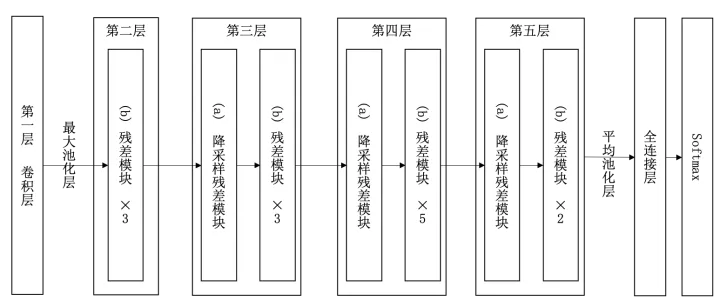 第一层 卷积层
最大池化层
第二层
(b) 残差模块 ×3
第三层
(a) 降采样残差模块
(b) 残差模块 ×3
第四层
(a) 降采样残差模块
(b) 残差模块 ×5
第五层
(a) 降采样残差模块
(b) 残差模块 ×2
平均池化层
全连接层
Softmax